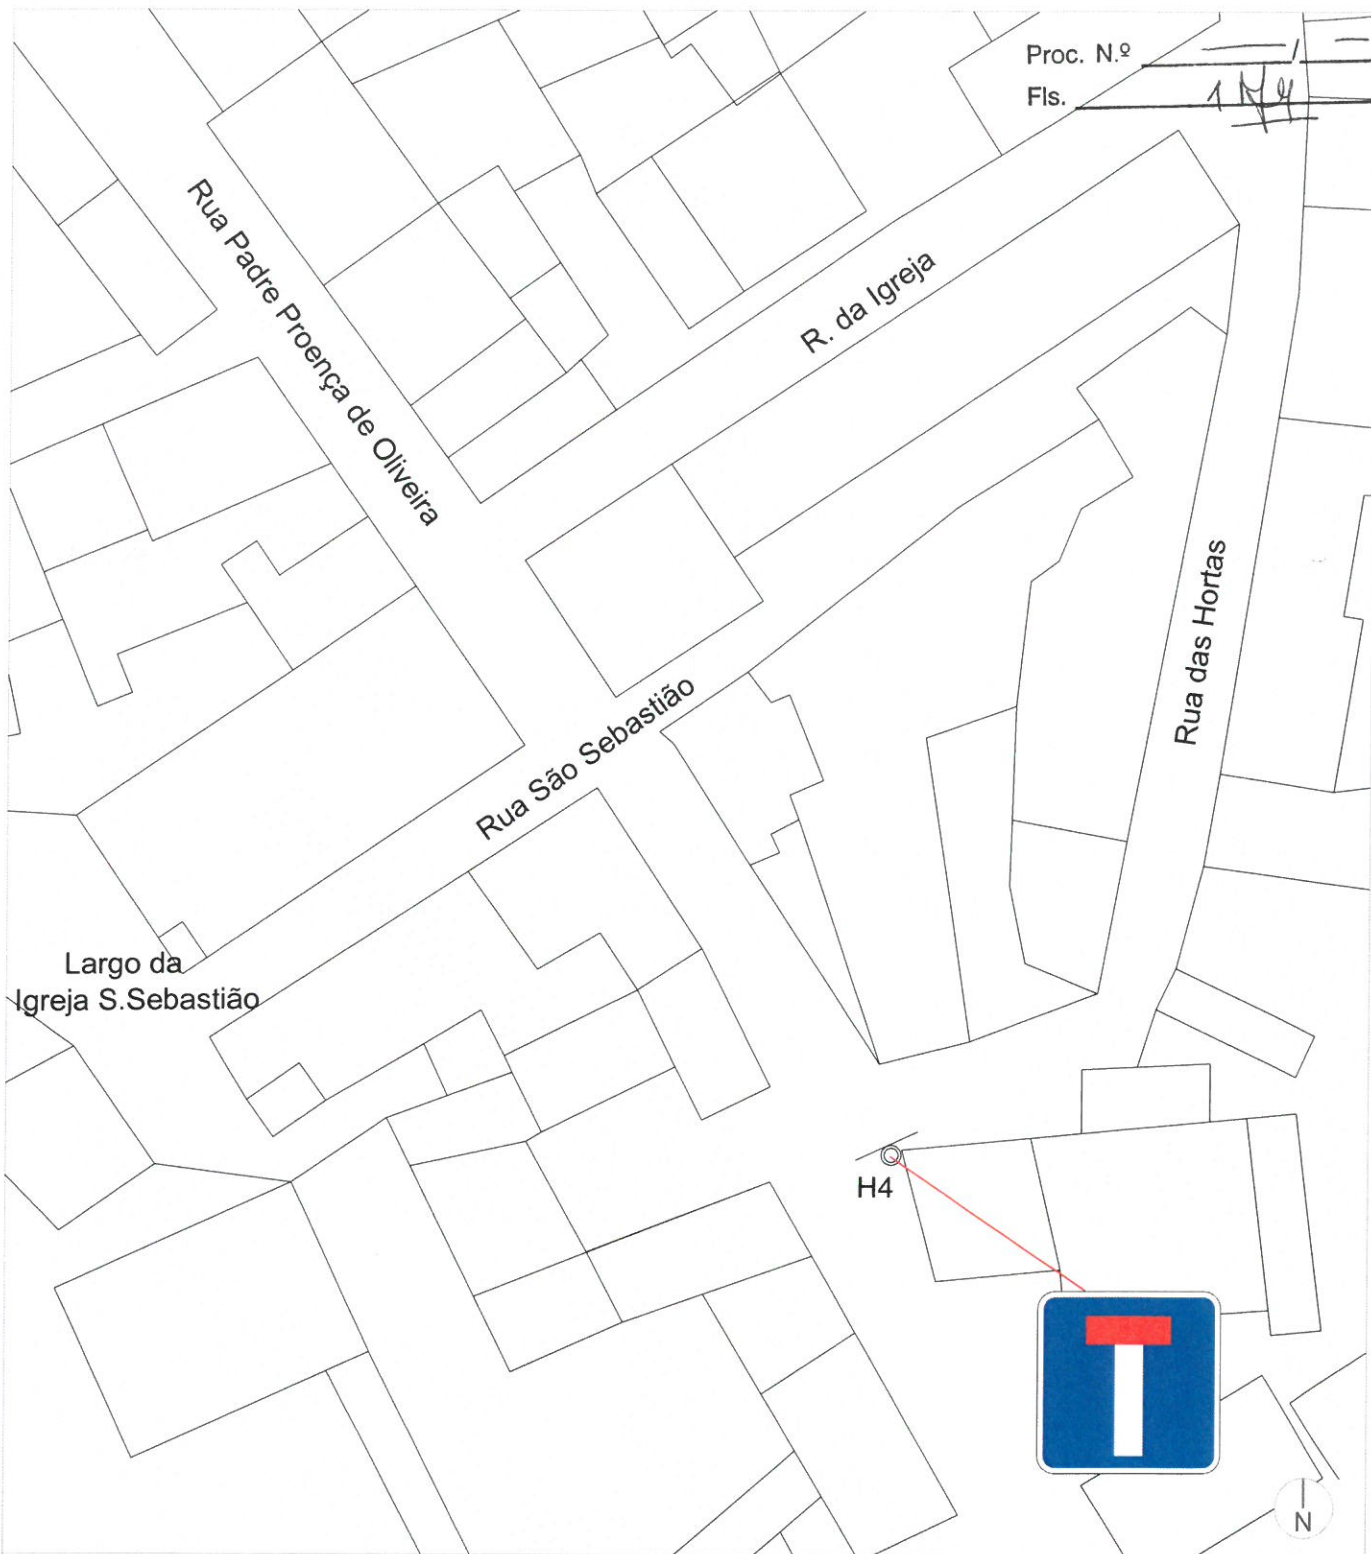 Proc. N.º
Fls.
Rua Padre Proença de Oliveira
R. da Igreja
Rua das Hortas
Rua São Sebastião
Largo da
Igreja S.Sebastião
H4
N